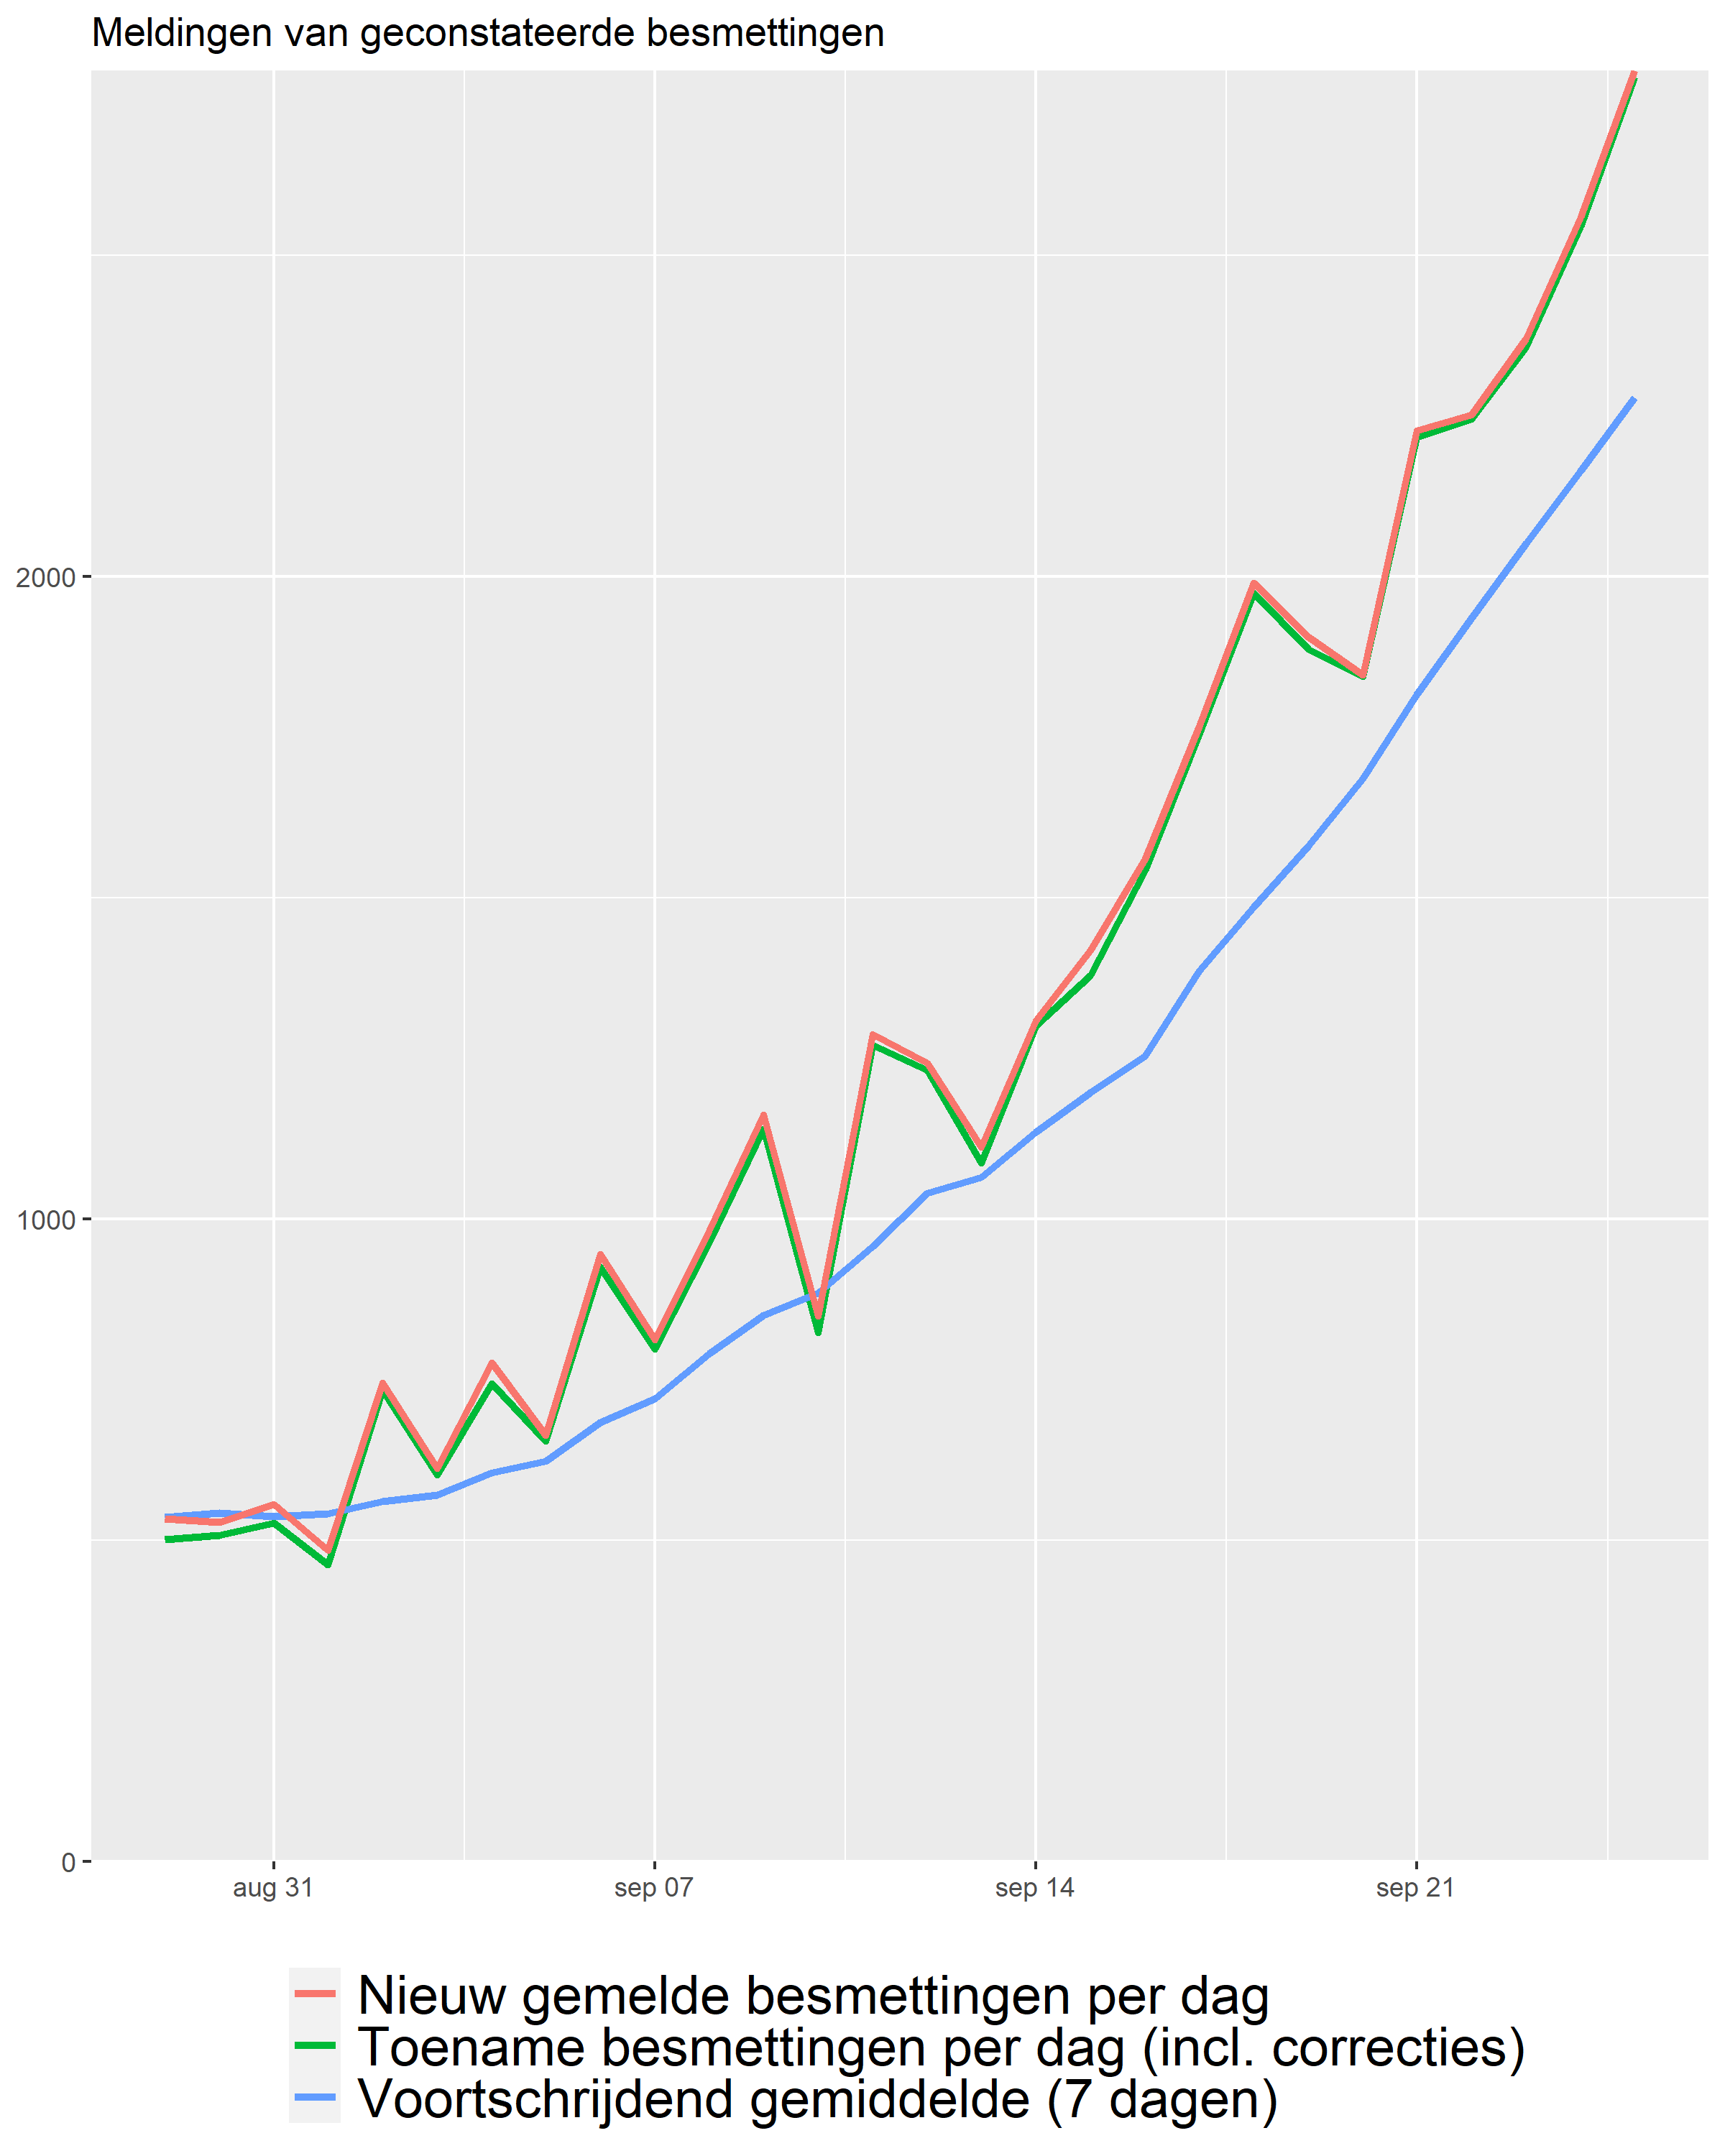 Meldingen van geconstateerde besmettingen
2000
1000
0
aug 31
sep 07
sep 14
sep 21
Nieuw gemelde besmettingen per dag
Toename besmettingen per dag (incl. correcties)
Voortschrijdend gemiddelde (7 dagen)